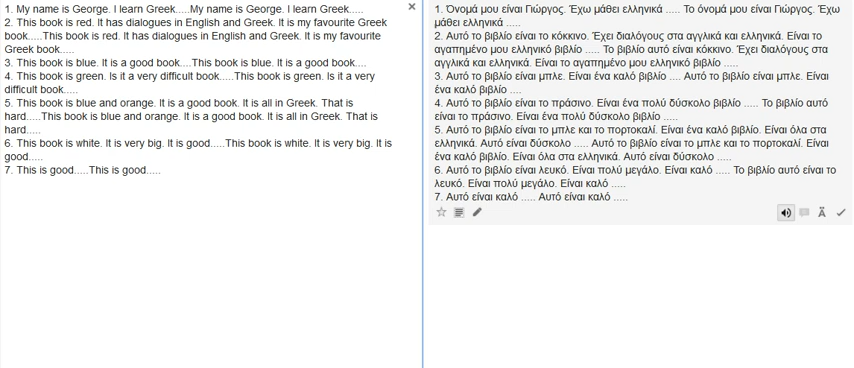 1. My name is George. I learn Greek.....My name is George. I learn Greek.....
2. This book is red. It has dialogues in English and Greek. It is my favourite Greek
book.....This book is red. It has dialogues in English and Greek. It is my favourite
Greek book.....
3. This book is blue. It is a good book....This book is blue. It is a good book....
4. This book is green. Is it a very difficult book.....This book is green. Is it a very
difficult book.....
5. This book is blue and orange. It is a good book. It is all in Greek. That is
hard.....This book is blue and orange. It is a good book. It is all in Greek. That is
hard.....
6. This book is white. It is very big. It is good.....This book is white. It is very big. It is
good.....
7. This is good.....This is good.....
1. Όνομά μου είναι Γιώργος. Έχω μάθει ελληνικά ..... Το όνομά μου είναι Γιώργος. Έχω
μάθει ελληνικά .....
2. Αυτό το βιβλίο είναι το κόκκινο. Έχει διαλόγους στα αγγλικά και ελληνικά. Είναι το
αγαπημένο μου ελληνικό βιβλίο ..... Το βιβλίο αυτό είναι κόκκινο. Έχει διαλόγους στα
αγγλικά και ελληνικά. Είναι το αγαπημένο μου ελληνικό βιβλίο .....
3. Αυτό το βιβλίο είναι μπλε. Είναι ένα καλό βιβλίο .... Αυτό το βιβλίο είναι μπλε. Είναι
ένα καλό βιβλίο ....
4. Αυτό το βιβλίο είναι το πράσινο. Είναι ένα πολύ δύσκολο βιβλίο ..... Το βιβλίο αυτό
είναι το πράσινο. Είναι ένα πολύ δύσκολο βιβλίο .....
5. Αυτό το βιβλίο είναι το μπλε και το πορτοκαλί. Είναι ένα καλό βιβλίο. Είναι όλα στα
ελληνικά. Αυτό είναι δύσκολο ..... Αυτό το βιβλίο είναι το μπλε και το πορτοκαλί. Είναι
ένα καλό βιβλίο. Είναι όλα στα ελληνικά. Αυτό είναι δύσκολο .....
6. Αυτό το βιβλίο είναι λευκό. Είναι πολύ μεγάλο. Είναι καλό ..... Το βιβλίο αυτό είναι το
λευκό. Είναι πολύ μεγάλο. Είναι καλό .....
7. Αυτό είναι καλό ..... Αυτό είναι καλό .....
Ä